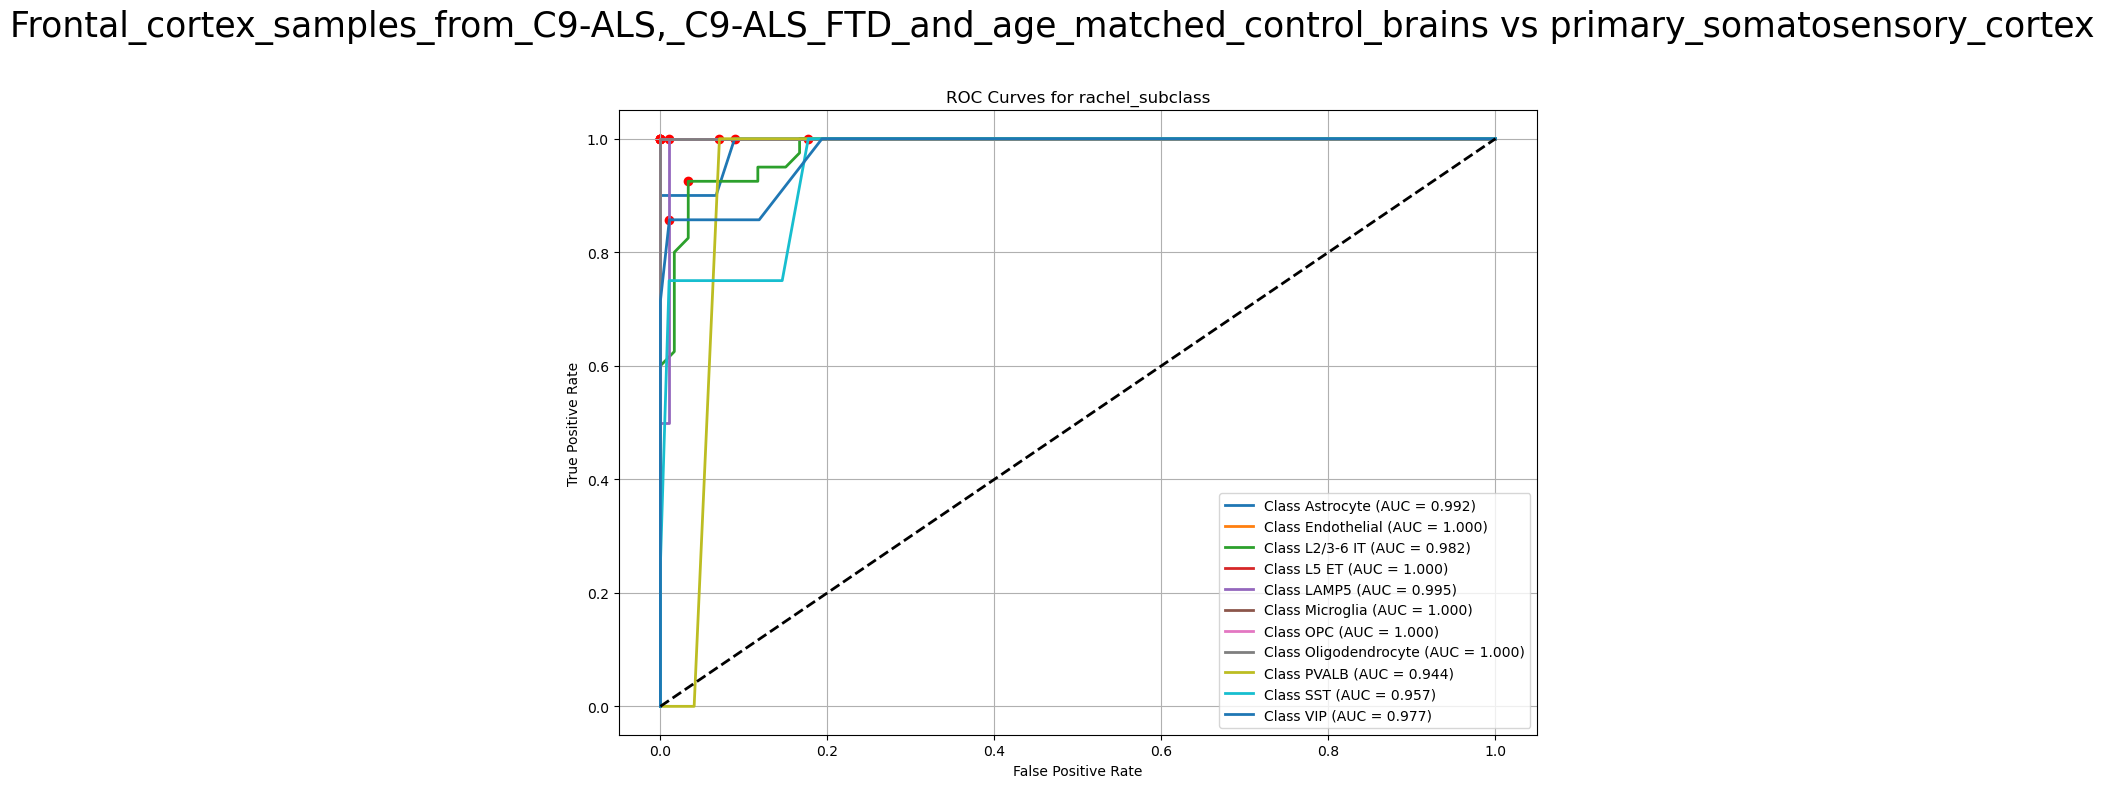 Frontal_cortex_samples_from_C9-ALS,_C9-ALS_FTD_and_age_matched_control_brains vs primary_somatosensory_cortex
ROC Curves for rachel_subclass
1.0
0.8
0.6
0.4
0.2
0.0
True Positive Rate
Class Astrocyte (AUC = 0.992)
Class Endothelial (AUC = 1.000)
Class L2/3-6 IT (AUC = 0.982)
Class L5 ET (AUC = 1.000)
Class LAMP5 (AUC = 0.995)
Class Microglia (AUC = 1.000)
Class OPC (AUC = 1.000)
Class Oligodendrocyte (AUC = 1.000)
Class PVALB (AUC = 0.944)
Class SST (AUC = 0.957)
Class VIP (AUC = 0.977)
0.0 0.2 0.4 0.6 0.8 1.0
False Positive Rate